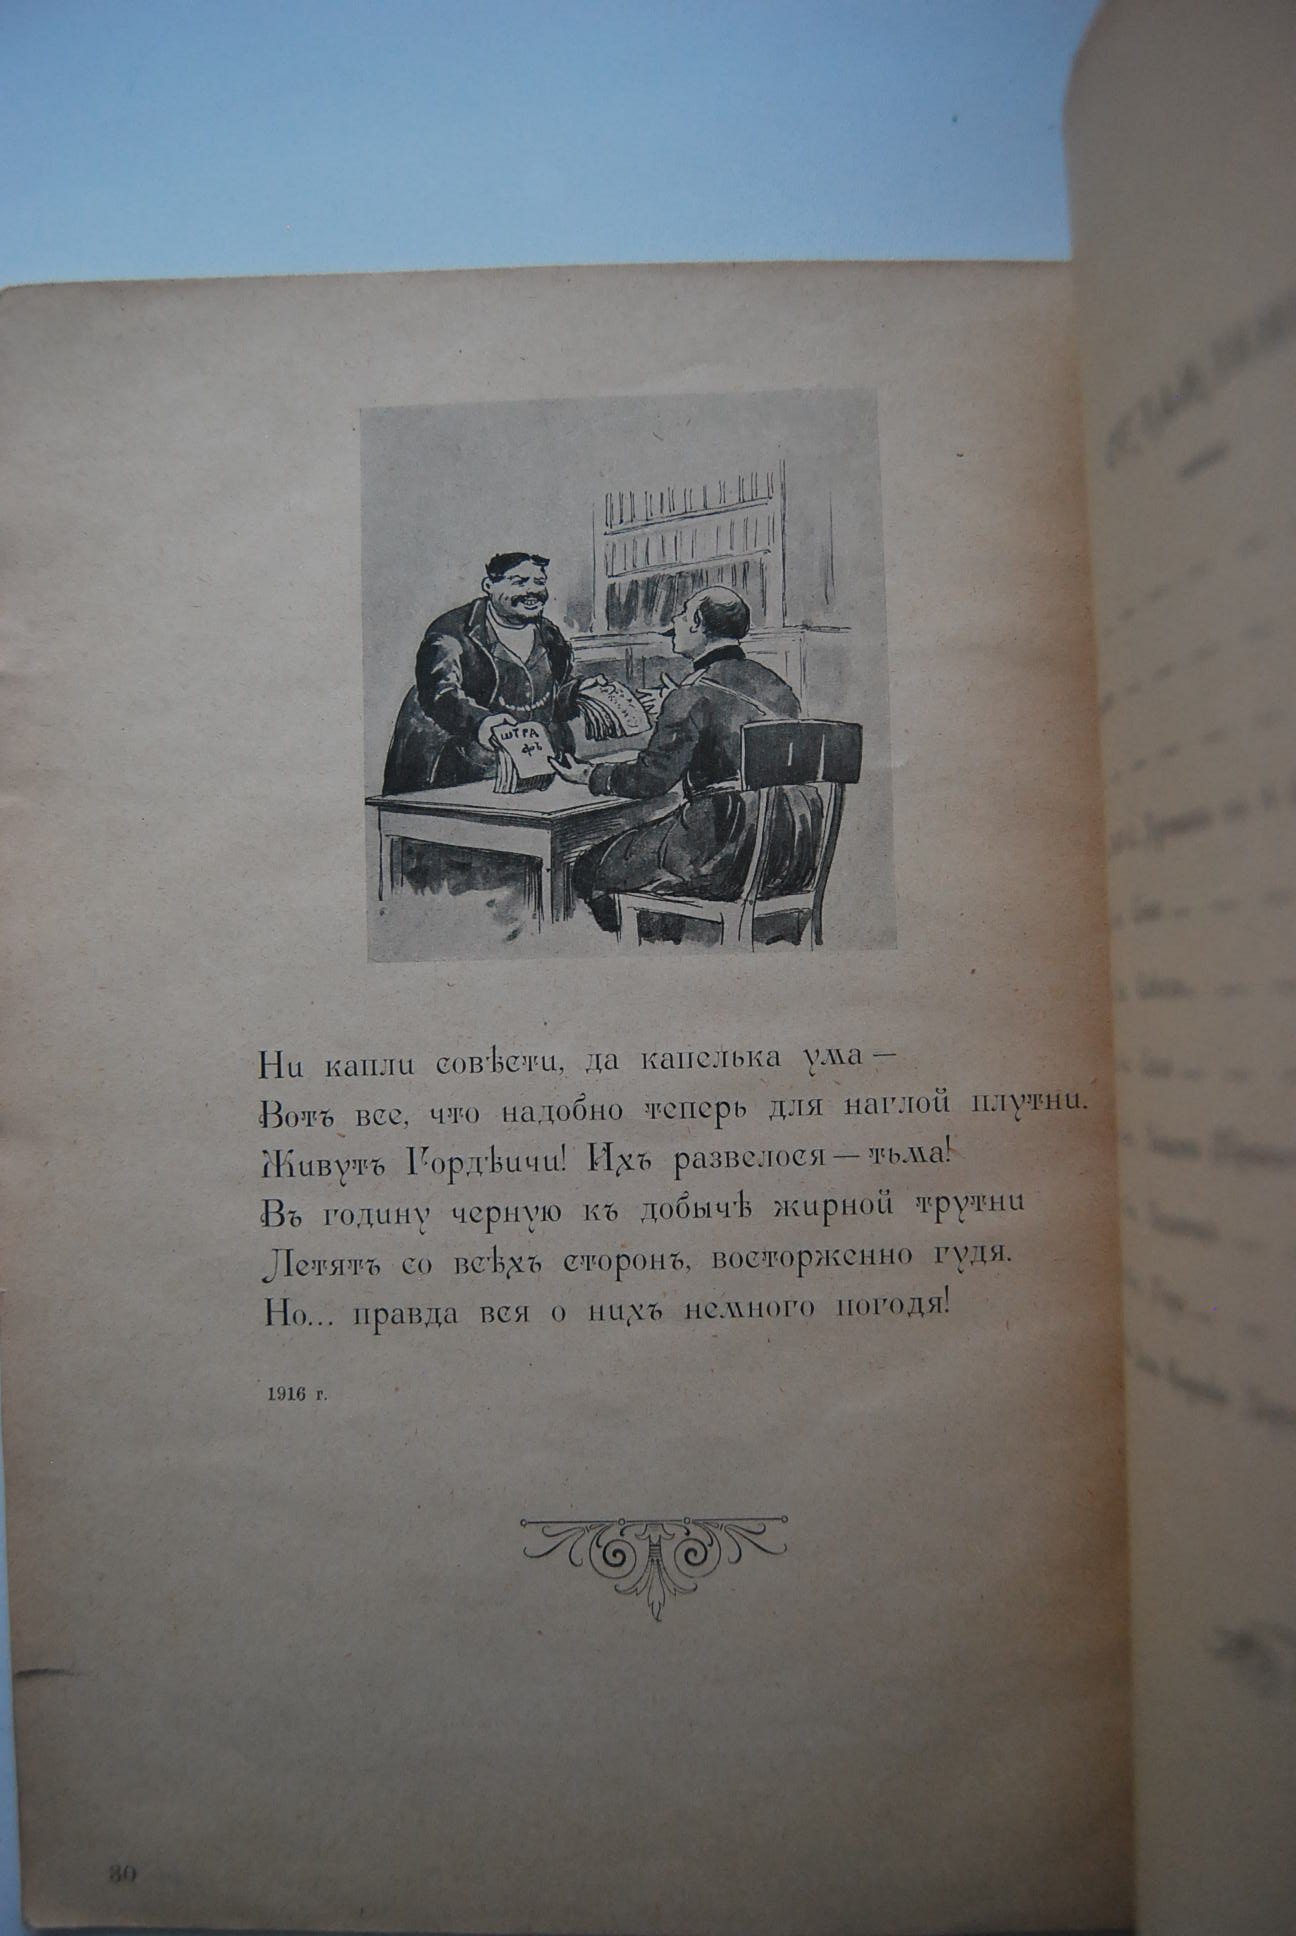 ШТРА
ФЪ
Ни капли совѣсти, да капелька ума —
Вотъ все, что надобно теперь для наглой плутни.
Живутъ Гордѣичи! Ихъ развелося — тьма!
Въ годину черную къ добычѣ жирной трутни
Летятъ со всѣхъ сторонъ, восторженно гудя.
Но... правда вся о нихъ немного погодя!
1916 г.
30